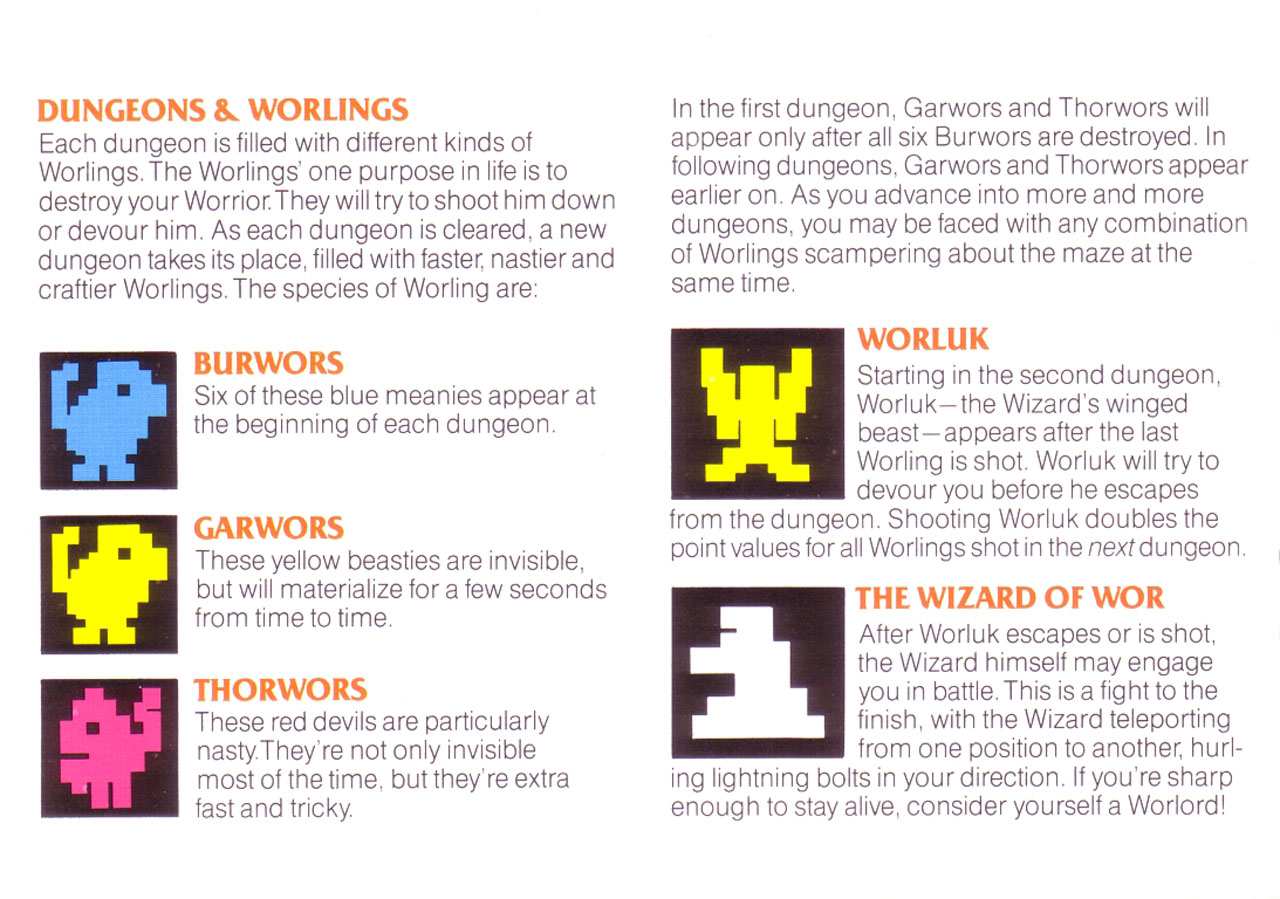 DUNGEONS & WORLINGS
Each dungeon is filled with different kinds of
Worlings. The Worlings' one purpose in life is to
destroy your Worrior. They will try to shoot him down
or devour him. As each dungeon is cleared, a new
dungeon takes its place, filled with faster, nastier and
craftier Worlings. The species of Worling are:
BURWORS
Six of these blue meanies appear at
the beginning of each dungeon.
GARWORS
These yellow beasties are invisible,
but will materialize for a few seconds
from time to time.
THORWORS
These red devils are particularly
nasty. They're not only invisible
most of the time, but they're extra
fast and tricky.
In the first dungeon, Garwors and Thorwors will
appear only after all six Burwors are destroyed. In
following dungeons, Garwors and Thorwors appear
earlier on. As you advance into more and more
dungeons, you may be faced with any combination
of Worlings scampering about the maze at the
same time.
WORLUK
Starting in the second dungeon,
Worluk—the Wizard's winged
beast—appears after the last
Worling is shot. Worluk will try to
devour you before he escapes
from the dungeon. Shooting Worluk doubles the
point values for all Worlings shot in the next dungeon.
THE WIZARD OF WOR
After Worluk escapes or is shot,
the Wizard himself may engage
you in battle. This is a fight to the
finish, with the Wizard teleporting
from one position to another, hurl-
ing lightning bolts in your direction. If you're sharp
enough to stay alive, consider yourself a Worlord!